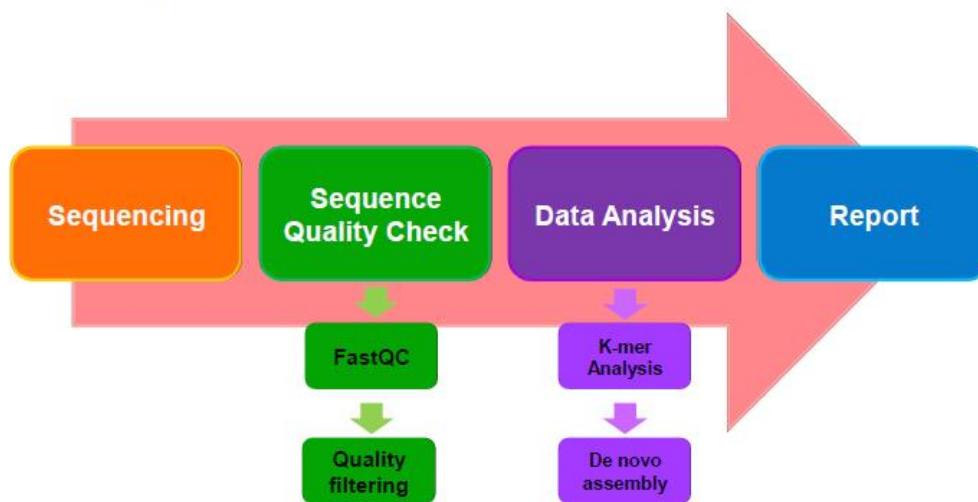 Sequencing
Sequence
Quality Check
Data Analysis
Report
FastQC
Quality
filtering
K-mer
Analysis
De novo
assembly